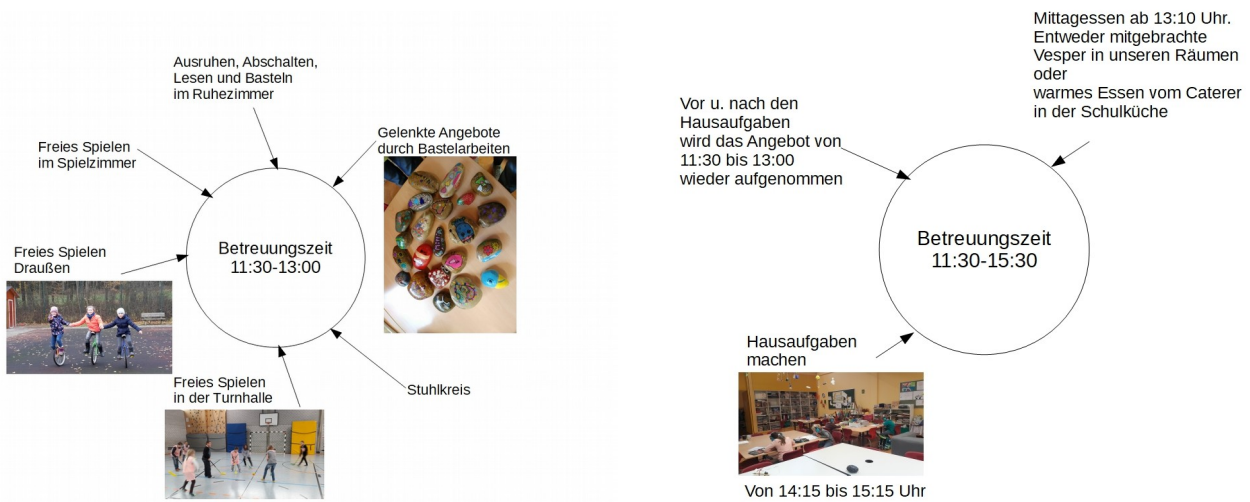 Ausruhen, Abschalten,
Lesen und Basteln
im Ruhezimmer
Freies Spielen
im Spielzimmer
Gelenkte Angebote
durch Bastelarbeiten
Betreuungszeit
11:30-13:00
Freies Spielen
Draußen
Freies Spielen
in der Turnhalle
Stuhlkreis
Mittagessen ab 13:10 Uhr.
Entweder mitgebrachte
Vesper in unseren Räumen
oder
warmes Essen vom Caterer
in der Schulküche
Vor u. nach den
Hausaufgaben
wird das Angebot von
11:30 bis 13:00
wieder aufgenommen
Betreuungszeit
11:30-15:30
Hausaufgaben
machen
Von 14:15 bis 15:15 Uhr